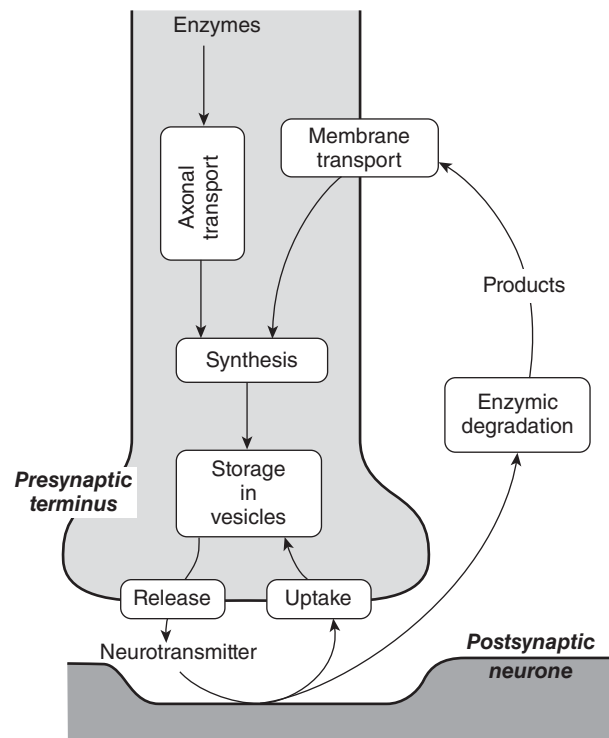 Enzymes
Axonal
transport
Membrane
transport
Products
Synthesis
Enzymic
degradation
Storage
in
vesicles
Presynaptic
terminus
Release
Uptake
Neurotransmitter
Postsynaptic
neurone